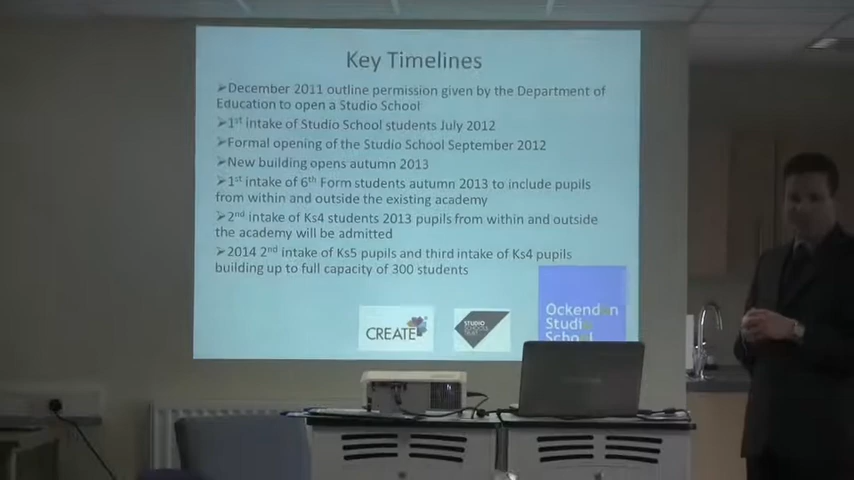 Key Timelines
➢December 2011 outline permission given by the Department of
Education to open a Studio School
➢1st intake of Studio School students July 2012
➢Formal opening of the Studio School September 2012
➢New building opens autumn 2013
➢1st intake of 6th Form students autumn 2013 to include pupils
from within and outside the existing academy
➢2nd intake of Ks4 students 2013 pupils from within and outside
the academy will be admitted
➢2014 2nd intake of Ks5 pupils and third intake of Ks4 pupils
building up to full capacity of 300 students
CREATE
STUDIO
SCHOOLS
TRUST
Ockendon
Studio
School